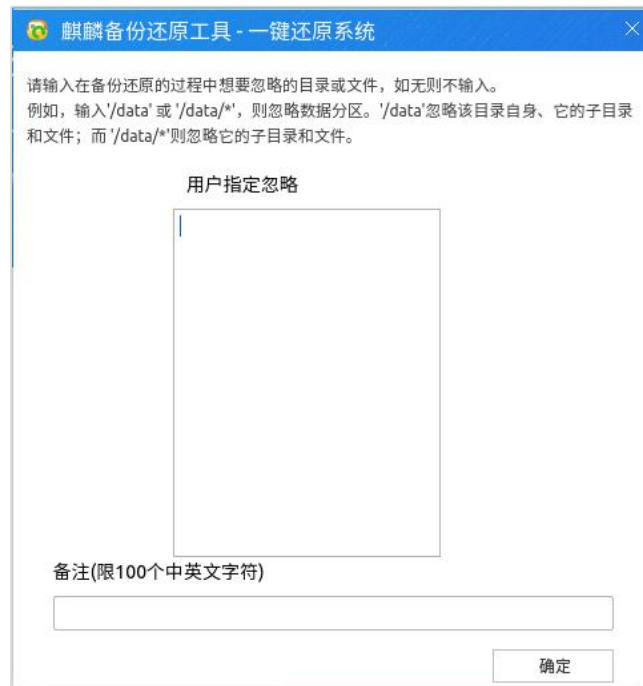 麒麟备份还原工具 - 一键还原系统
请输入在备份还原的过程中想要忽略的目录或文件，如无则不输入。
例如，输入'/data' 或 '/data/*'，则忽略数据分区。'/data'忽略该目录自身、它的子目录
和文件；而 '/data/*'则忽略它的子目录和文件。
用户指定忽略
备注(限100个中英文字符)
确定